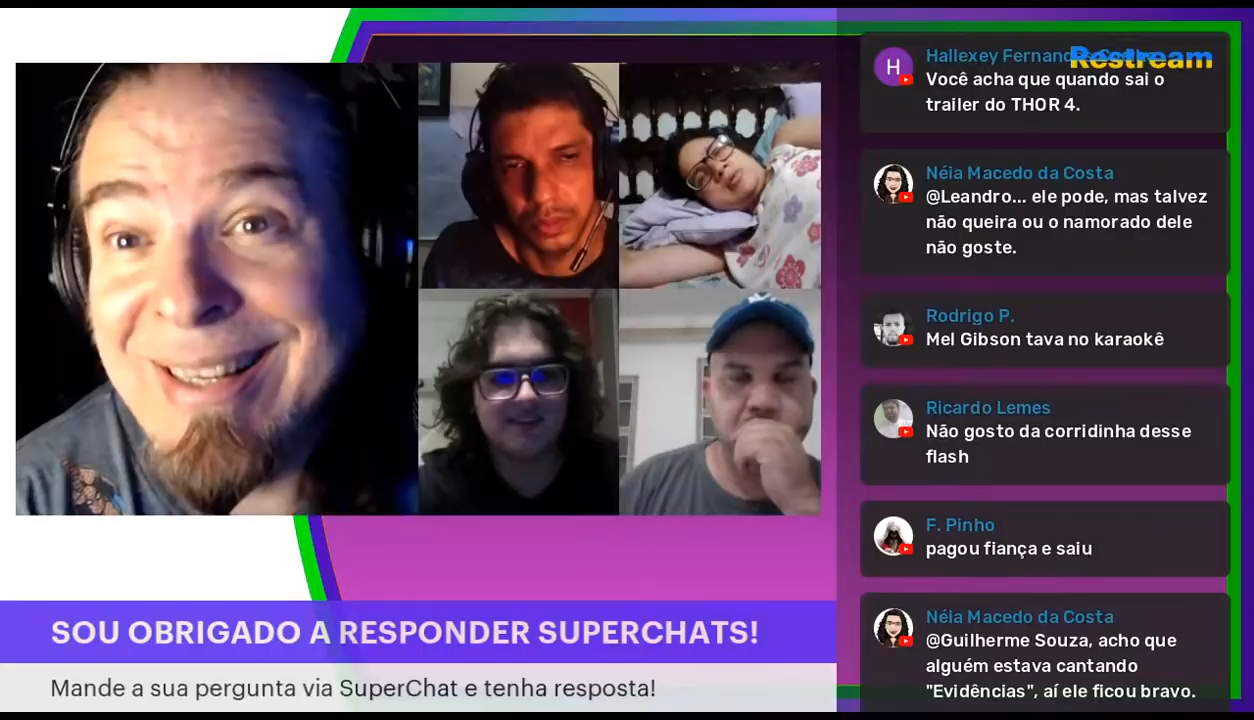 Hallexey Fernandes
Restream
Você acha que quando sai o
trailer do THOR 4.
Néia Macedo da Costa
@Leandro... ele pode, mas talvez
não queira ou o namorado dele
não goste.
Rodrigo P.
Mel Gibson tava no karaokê
Ricardo Lemes
Não gosto da corridinha desse
flash
F. Pinho
pagou fiança e saiu
Néia Macedo da Costa
@Guilherme Souza, acho que
alguém estava cantando
"Evidências", aí ele ficou bravo.
H
SOU OBRIGADO A RESPONDER SUPERCHATS!
Mande a sua pergunta via SuperChat e tenha resposta!